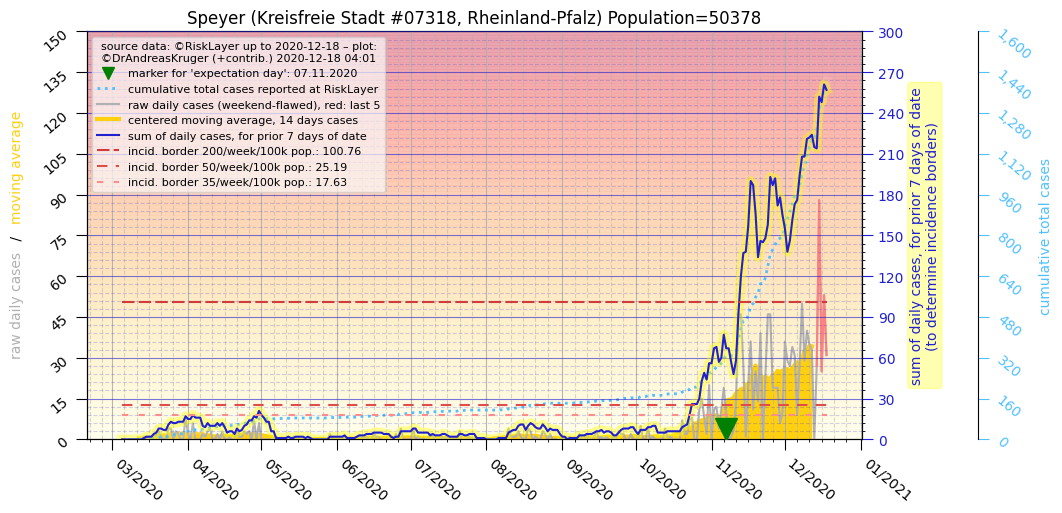 Speyer (Kreisfreie Stadt #07318, Rheinland-Pfalz) Population=50378
source data: ©RiskLayer up to 2020-12-18 – plot:
©DrAndreasKruger (+contrib.) 2020-12-18 04:01
marker for 'expectation day': 07.11.2020
cumulative total cases reported at RiskLayer
raw daily cases (weekend-flawed), red: last 5
centered moving average, 14 days cases
sum of daily cases, for prior 7 days of date
incid. border 200/week/100k pop.: 100.76
incid. border 50/week/100k pop.: 25.19
incid. border 35/week/100k pop.: 17.63
raw daily cases / moving average
150
135
120
105
90
75
60
45
30
15
0
03/2020
04/2020
05/2020
06/2020
07/2020
08/2020
09/2020
10/2020
11/2020
12/2020
01/2021
300
270
240
210
180
150
120
90
60
30
0
sum of daily cases, for prior 7 days of date
(to determine incidence borders)
1,600
1,440
1,280
1,120
960
800
640
480
320
160
0
cumulative total cases